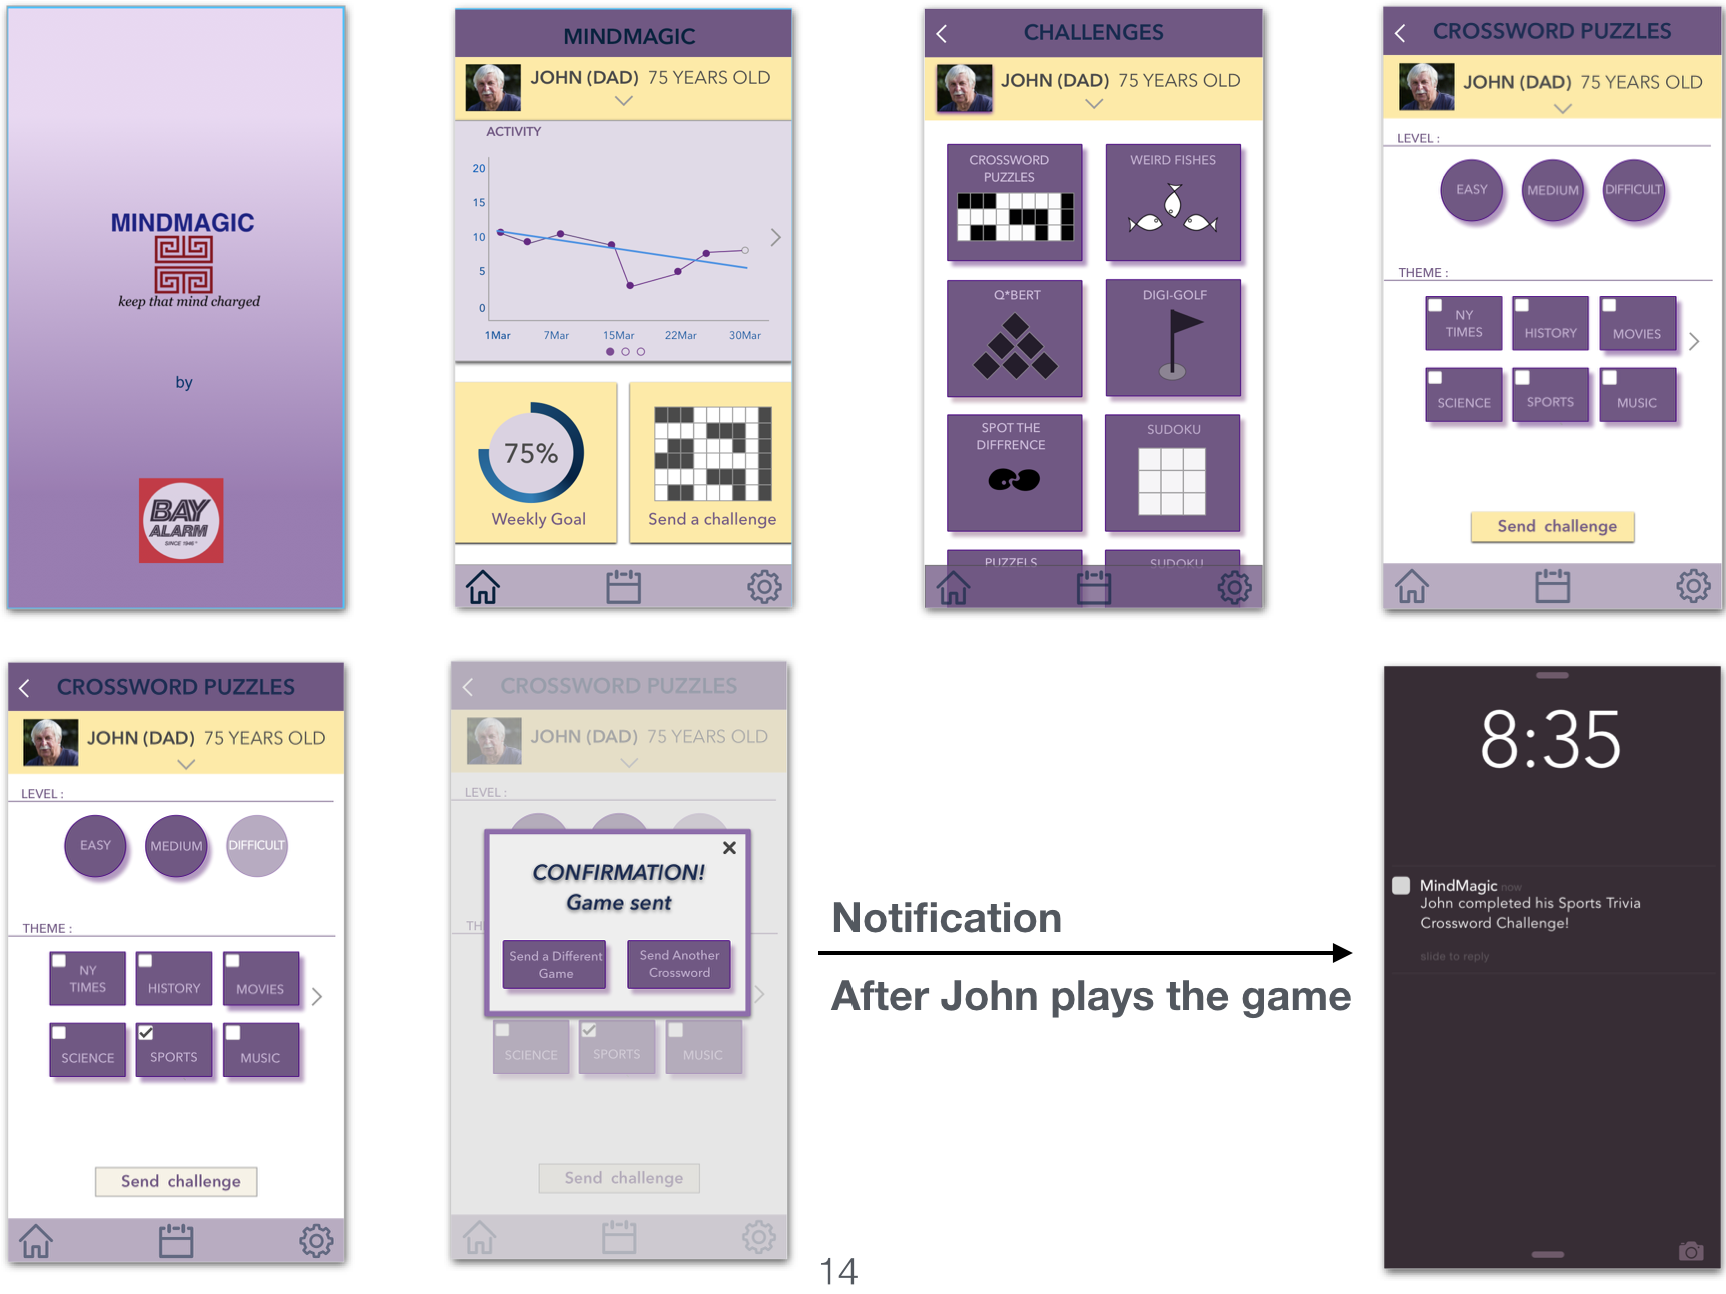 MINDMAGIC
keep that mind charged
by
BAY
ALARM
SINCE 1946
MINDMAGIC
JOHN (DAD) 75 YEARS OLD
ACTIVITY
20
15
10
5
0
1Mar 7Mar 15Mar 22Mar 30Mar
75%
Weekly Goal
Send a challenge
CHALLENGES
JOHN (DAD) 75 YEARS OLD
CROSSWORD
PUZZLES
WEIRD FISHES
Q*BERT
DIGI-GOLF
SPOT THE
DIFFRENCE
SUDOKU
PUZZELS
SUDOKU
CROSSWORD PUZZLES
JOHN (DAD) 75 YEARS OLD
LEVEL :
EASY MEDIUM DIFFICULT
THEME :
NY
TIMES
HISTORY
MOVIES
SCIENCE
SPORTS
MUSIC
Send challenge
CROSSWORD PUZZLES
JOHN (DAD) 75 YEARS OLD
LEVEL :
EASY MEDIUM DIFFICULT
THEME :
NY
TIMES
HISTORY
MOVIES
SCIENCE
SPORTS
MUSIC
Send challenge
CROSSWORD PUZZLES
JOHN (DAD) 75 YEARS OLD
LEVEL :
CONFIRMATION!
Game sent
TH
Send a Different
Game
Send Another
Crossword
SCIENCE
SPORTS
MUSIC
Send challenge
Notification
After John plays the game
8:35
MindMagic now
John completed his Sports Trivia
Crossword Challenge!
slide to reply
14